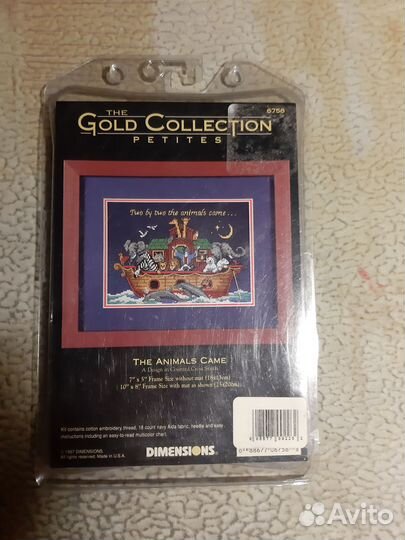 THE
6756
GOLD COLLECTION
PETITES
Two by two the animals came...
THE ANIMALS CAME
A Design in Counted Cross Stitch
7" x 5" Frame Size without mat (18x13cm)
10" x 8" Frame Size with mat as shown (25x20cm)
Kit contains cotton embroidery thread, 18 count navy Aida fabric, needle and easy
instructions including an easy-to-read multicolor chart.
© 1997 DIMENSIONS
All rights reserved. Made in U.S.A.
DIMENSIONS
Avito